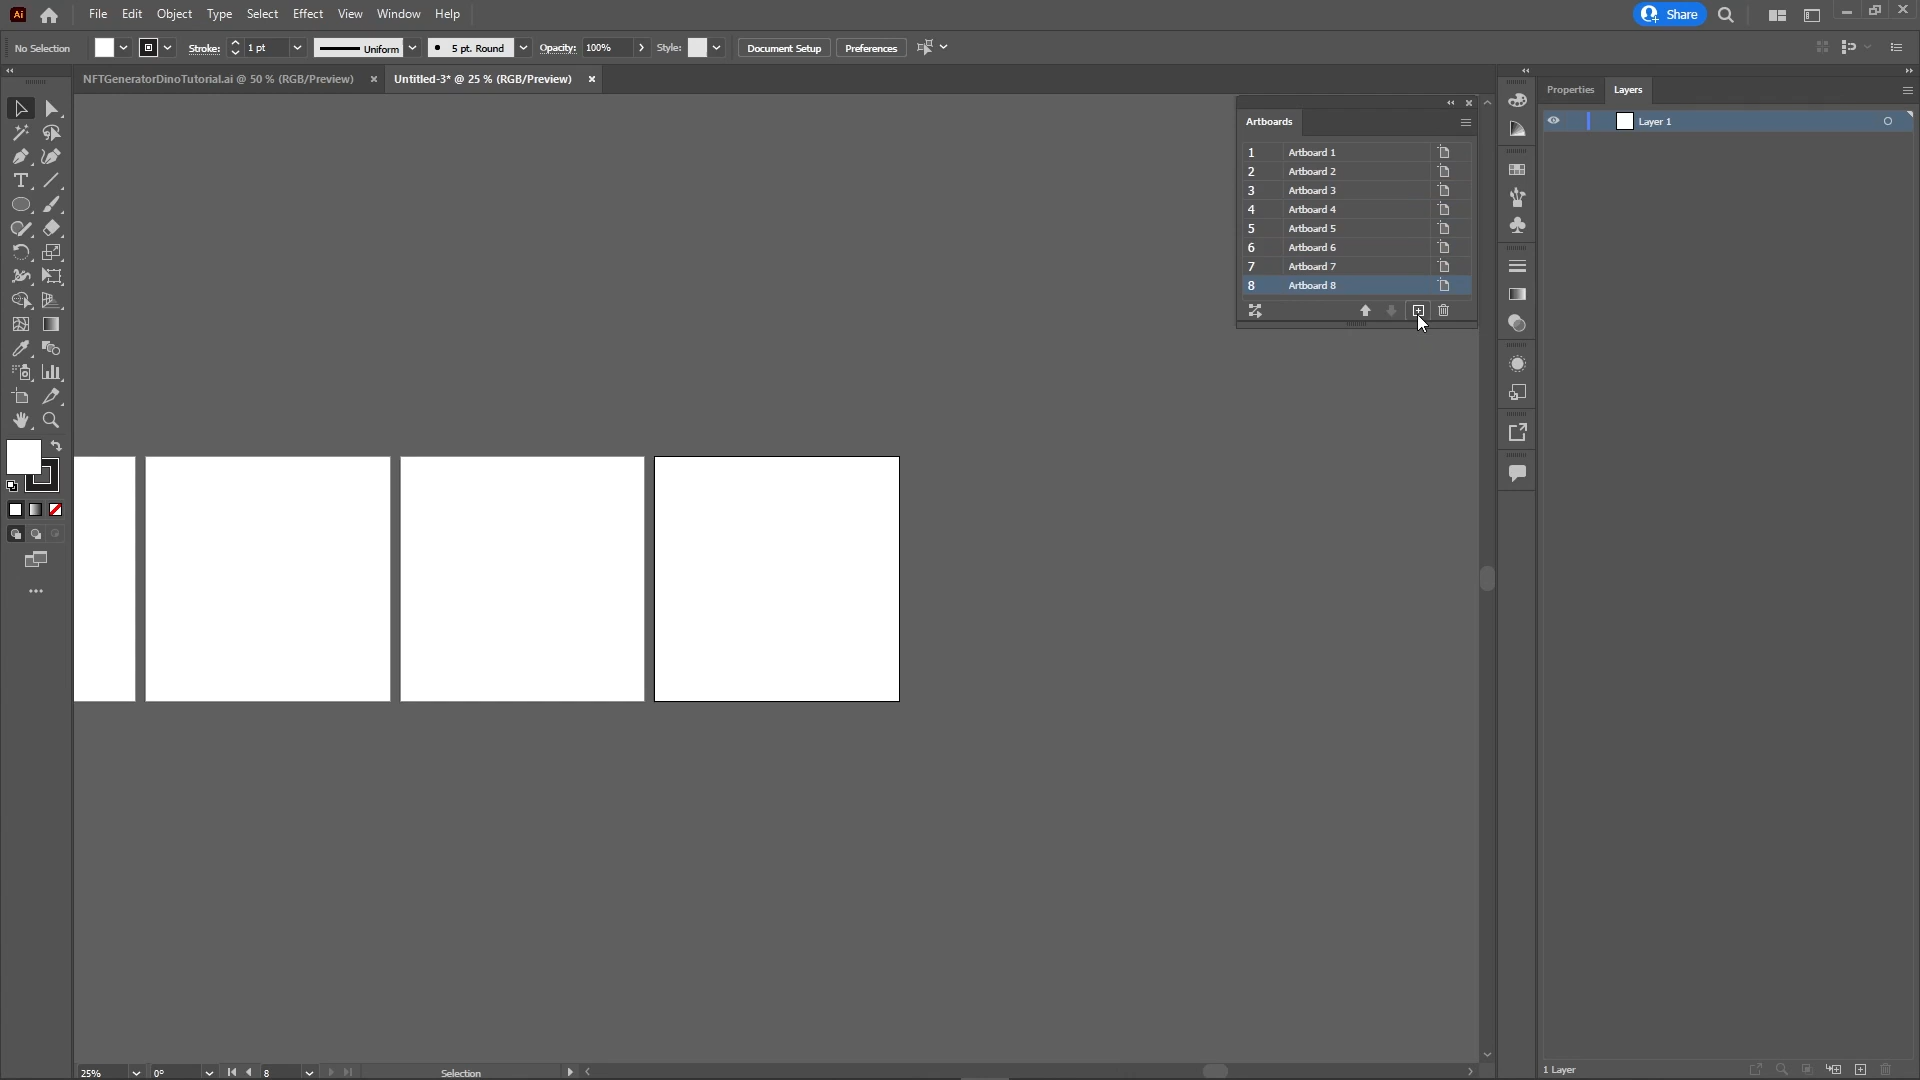 Ai
File Edit Object Type Select Effect View Window Help
Share
No Selection
Stroke: 1 pt
Uniform
5 pt. Round
Opacity: 100%
Style:
Document Setup
Preferences
NFTGeneratorDinoTutorial.ai @ 50 % (RGB/Preview) ×
Untitled-3* @ 25 % (RGB/Preview) ×
Properties Layers
Artboards
Layer 1
1 Artboard 1
2 Artboard 2
3 Artboard 3
4 Artboard 4
5 Artboard 5
6 Artboard 6
7 Artboard 7
8 Artboard 8
25% 0° 8 Selection
1 Layer